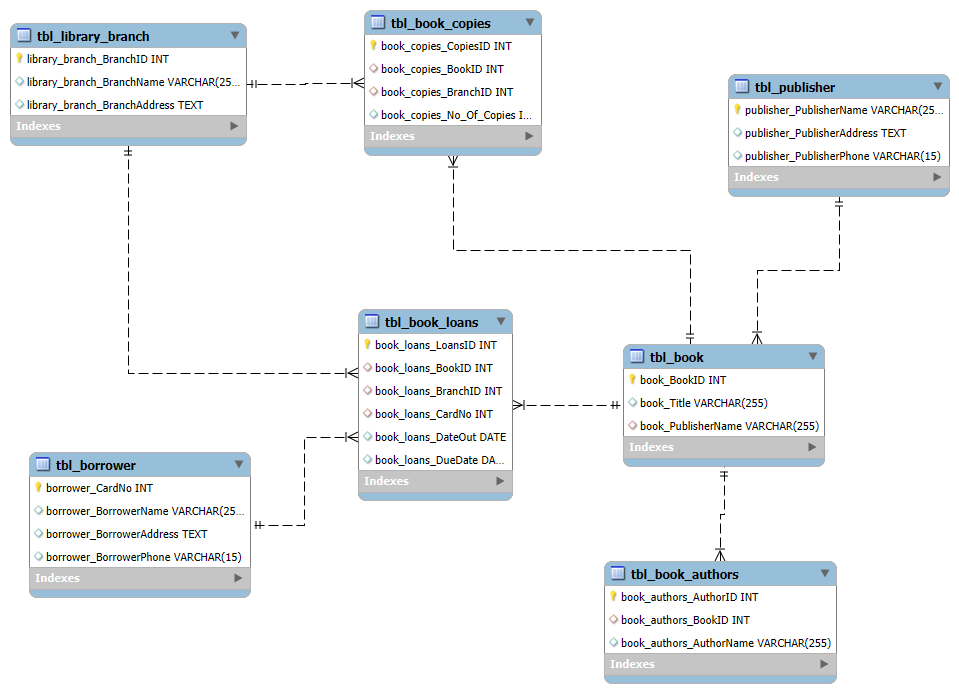 tbl_library_branch
library_branch_BranchID INT
library_branch_BranchName VARCHAR(25...
library_branch_BranchAddress TEXT
Indexes
tbl_book_copies
book_copies_CopiesID INT
book_copies_BookID INT
book_copies_BranchID INT
book_copies_No_Of_Copies I...
Indexes
tbl_publisher
publisher_PublisherName VARCHAR(25...
publisher_PublisherAddress TEXT
publisher_PublisherPhone VARCHAR(15)
Indexes
tbl_book_loans
book_loans_LoansID INT
book_loans_BookID INT
book_loans_BranchID INT
book_loans_CardNo INT
book_loans_DateOut DATE
book_loans_DueDate DA...
Indexes
tbl_book
book_BookID INT
book_Title VARCHAR(255)
book_PublisherName VARCHAR(255)
Indexes
tbl_borrower
borrower_CardNo INT
borrower_BorrowerName VARCHAR(25...
borrower_BorrowerAddress TEXT
borrower_BorrowerPhone VARCHAR(15)
Indexes
tbl_book_authors
book_authors_AuthorID INT
book_authors_BookID INT
book_authors_AuthorName VARCHAR(255)
Indexes